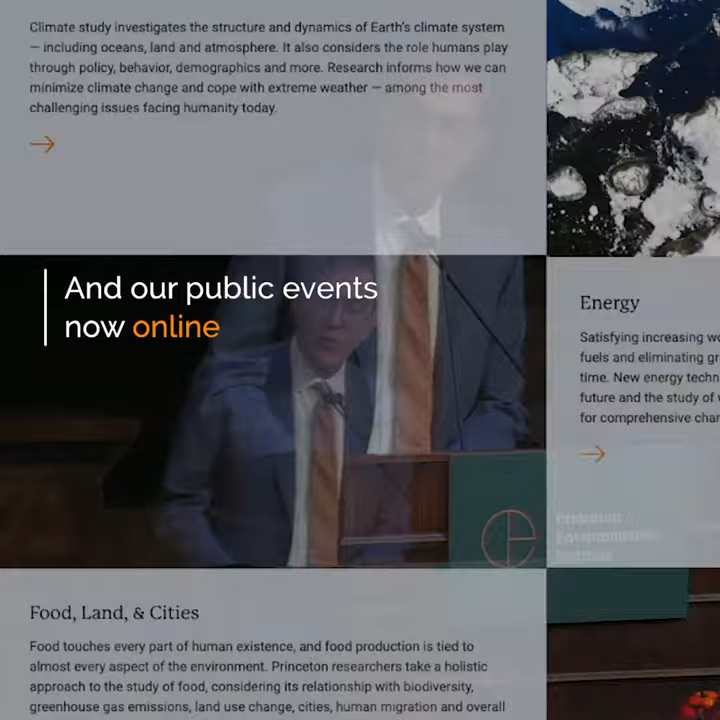 Climate study investigates the structure and dynamics of Earth's climate system
— including oceans, land and atmosphere. It also considers the role humans play
through policy, behavior, demographics and more. Research informs how we can
minimize climate change and cope with extreme weather — among the most
challenging issues facing humanity today.
And our public events
now online
Energy
Satisfying increasing
fuels and eliminating
time. New energy
future and the study of
for comprehensive
Princeton
Environmental
Institute
Food, Land, & Cities
Food touches every part of human existence, and food production is tied to
almost every aspect of the environment. Princeton researchers take a holistic
approach to the study of food, considering its relationship with biodiversity,
greenhouse gas emissions, land use change, cities, human migration and overall